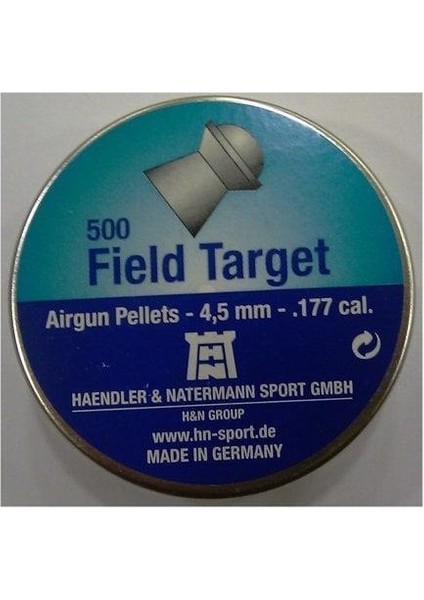 500
Field Target
Airgun Pellets - 4,5 mm - .177 cal.
HN
HAENDLER & NATERMANN SPORT GMBH
H&N GROUP
www.hn-sport.de
MADE IN GERMANY